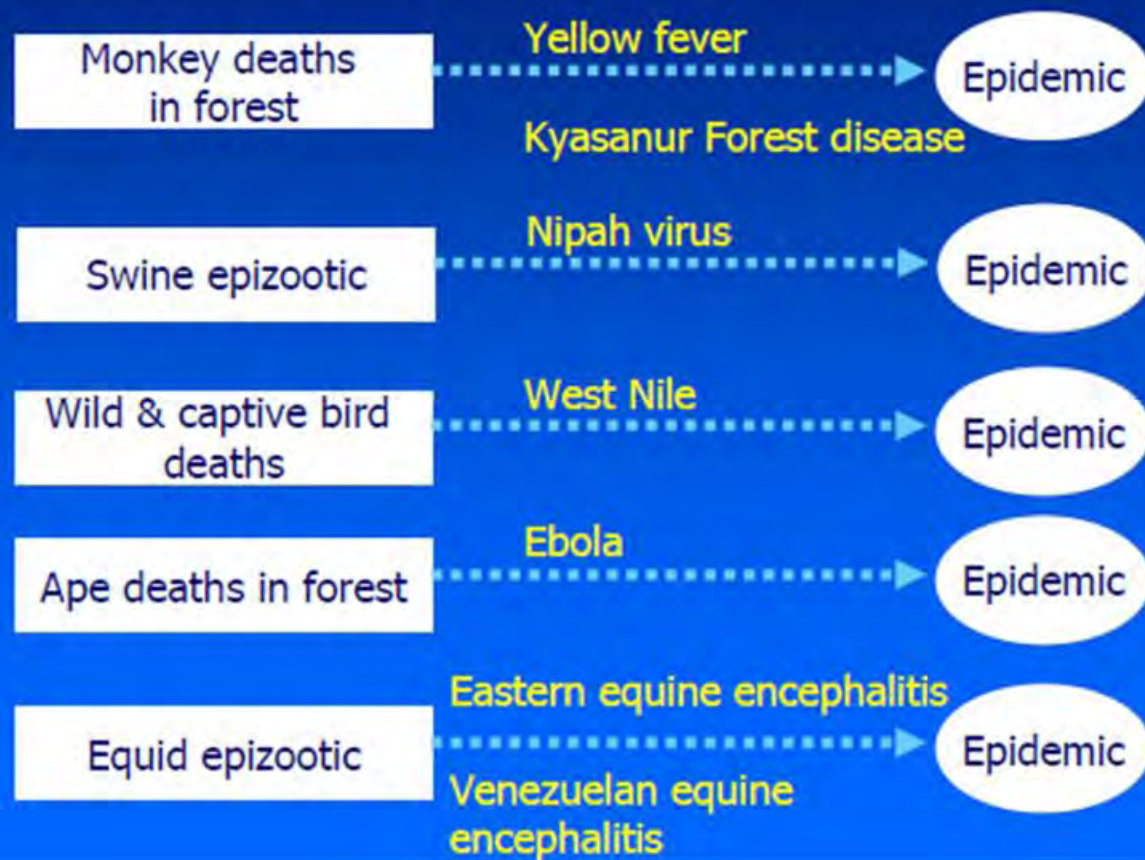 Monkey deaths
in forest
Yellow fever
Kyasanur Forest disease
Epidemic
Swine epizootic
Nipah virus
Epidemic
Wild & captive bird
deaths
West Nile
Epidemic
Ape deaths in forest
Ebola
Epidemic
Equid epizootic
Eastern equine encephalitis
Venezuelan equine
encephalitis
Epidemic